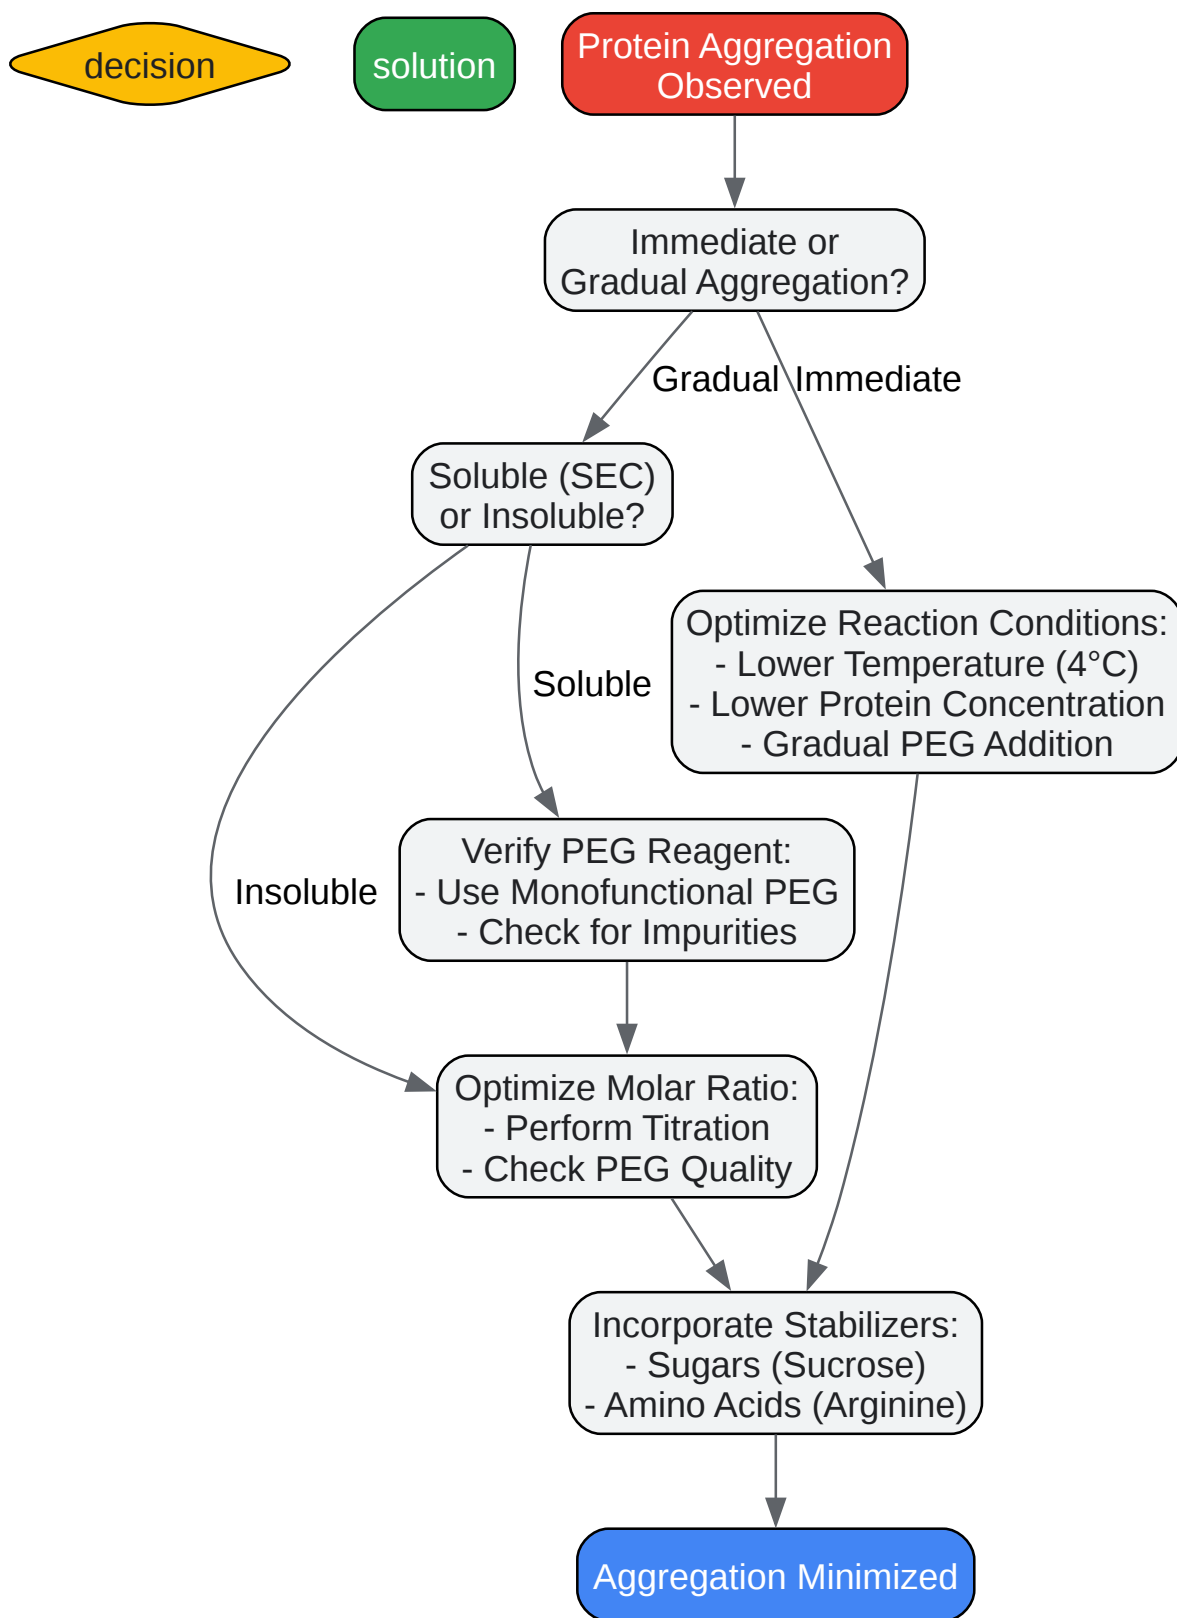 decision
solution
Protein Aggregation
Observed
Immediate or
Gradual Aggregation?
Gradual
Immediate
Soluble (SEC)
or Insoluble?
Optimize Reaction Conditions:
- Lower Temperature (4°C)
- Lower Protein Concentration
- Gradual PEG Addition
Soluble
Verify PEG Reagent:
- Use Monofunctional PEG
- Check for Impurities
Insoluble
Optimize Molar Ratio:
- Perform Titration
- Check PEG Quality
Incorporate Stabilizers:
- Sugars (Sucrose)
- Amino Acids (Arginine)
Aggregation Minimized